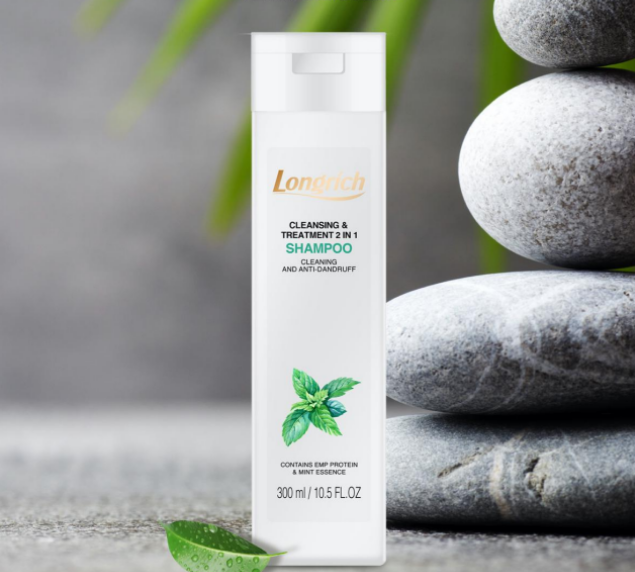 Longrich
CLEANSING &
TREATMENT 2 IN 1
SHAMPOO
CLEANING
AND ANTI-DANDRUFF
CONTAINS EMP PROTEIN
& MINT ESSENCE
300 ml / 10.5 FL.OZ